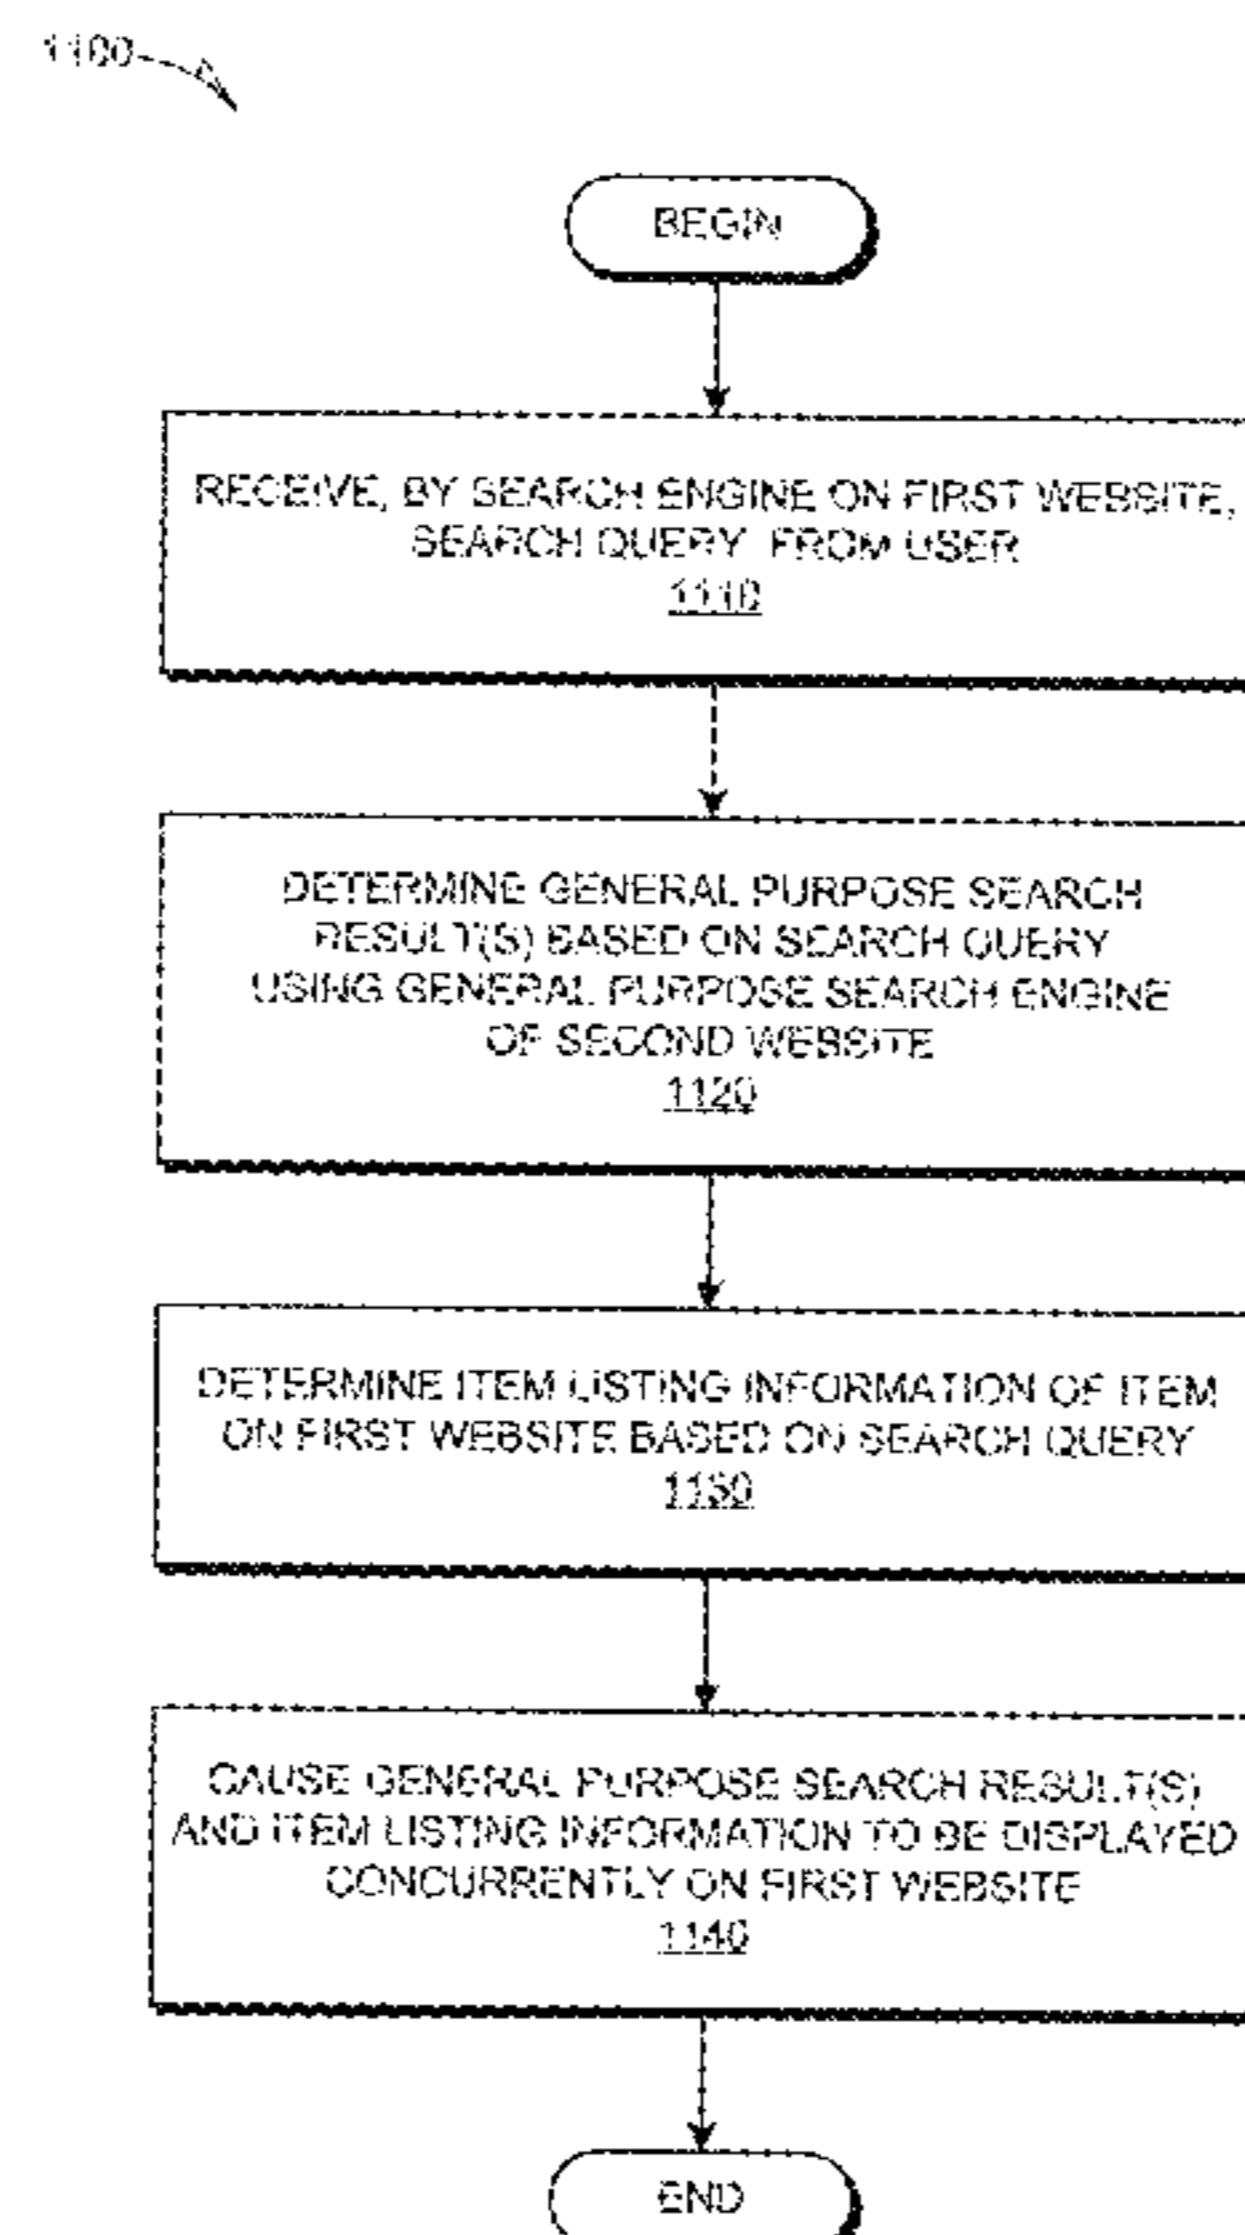 1100
BEGIN
RECEIVE, BY SEARCH ENGINE ON FIRST WEBSITE,
SEARCH QUERY FROM USER
1110
DETERMINE GENERAL PURPOSE SEARCH
RESULT(S) BASED ON SEARCH QUERY
USING GENERAL PURPOSE SEARCH ENGINE
OF SECOND WEBSITE
1120
DETERMINE ITEM LISTING INFORMATION OF ITEM
ON FIRST WEBSITE BASED ON SEARCH QUERY
1130
CAUSE GENERAL PURPOSE SEARCH RESULT(S)
AND ITEM LISTING INFORMATION TO BE DISPLAYED
CONCURRENTLY ON FIRST WEBSITE
1140
END